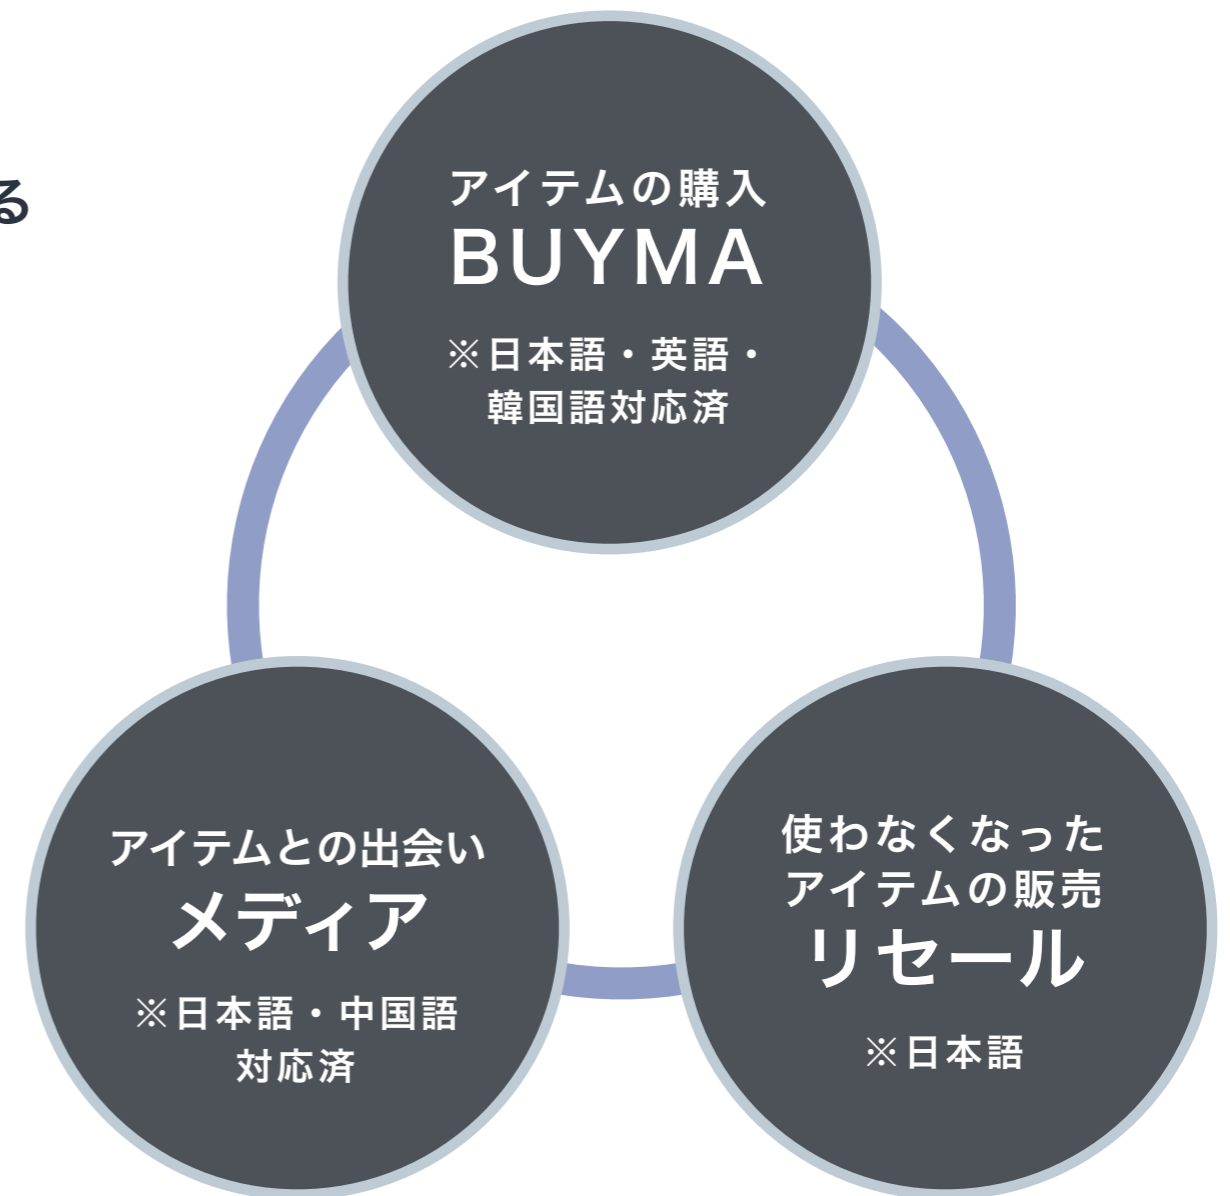 る
アイテムの購入
BUYMA
※日本語・英語・
韓国語対応済
アイテムとの出会い
メディア
※日本語・中国語
対応済
使わなくなった
アイテムの販売
リセール
※日本語